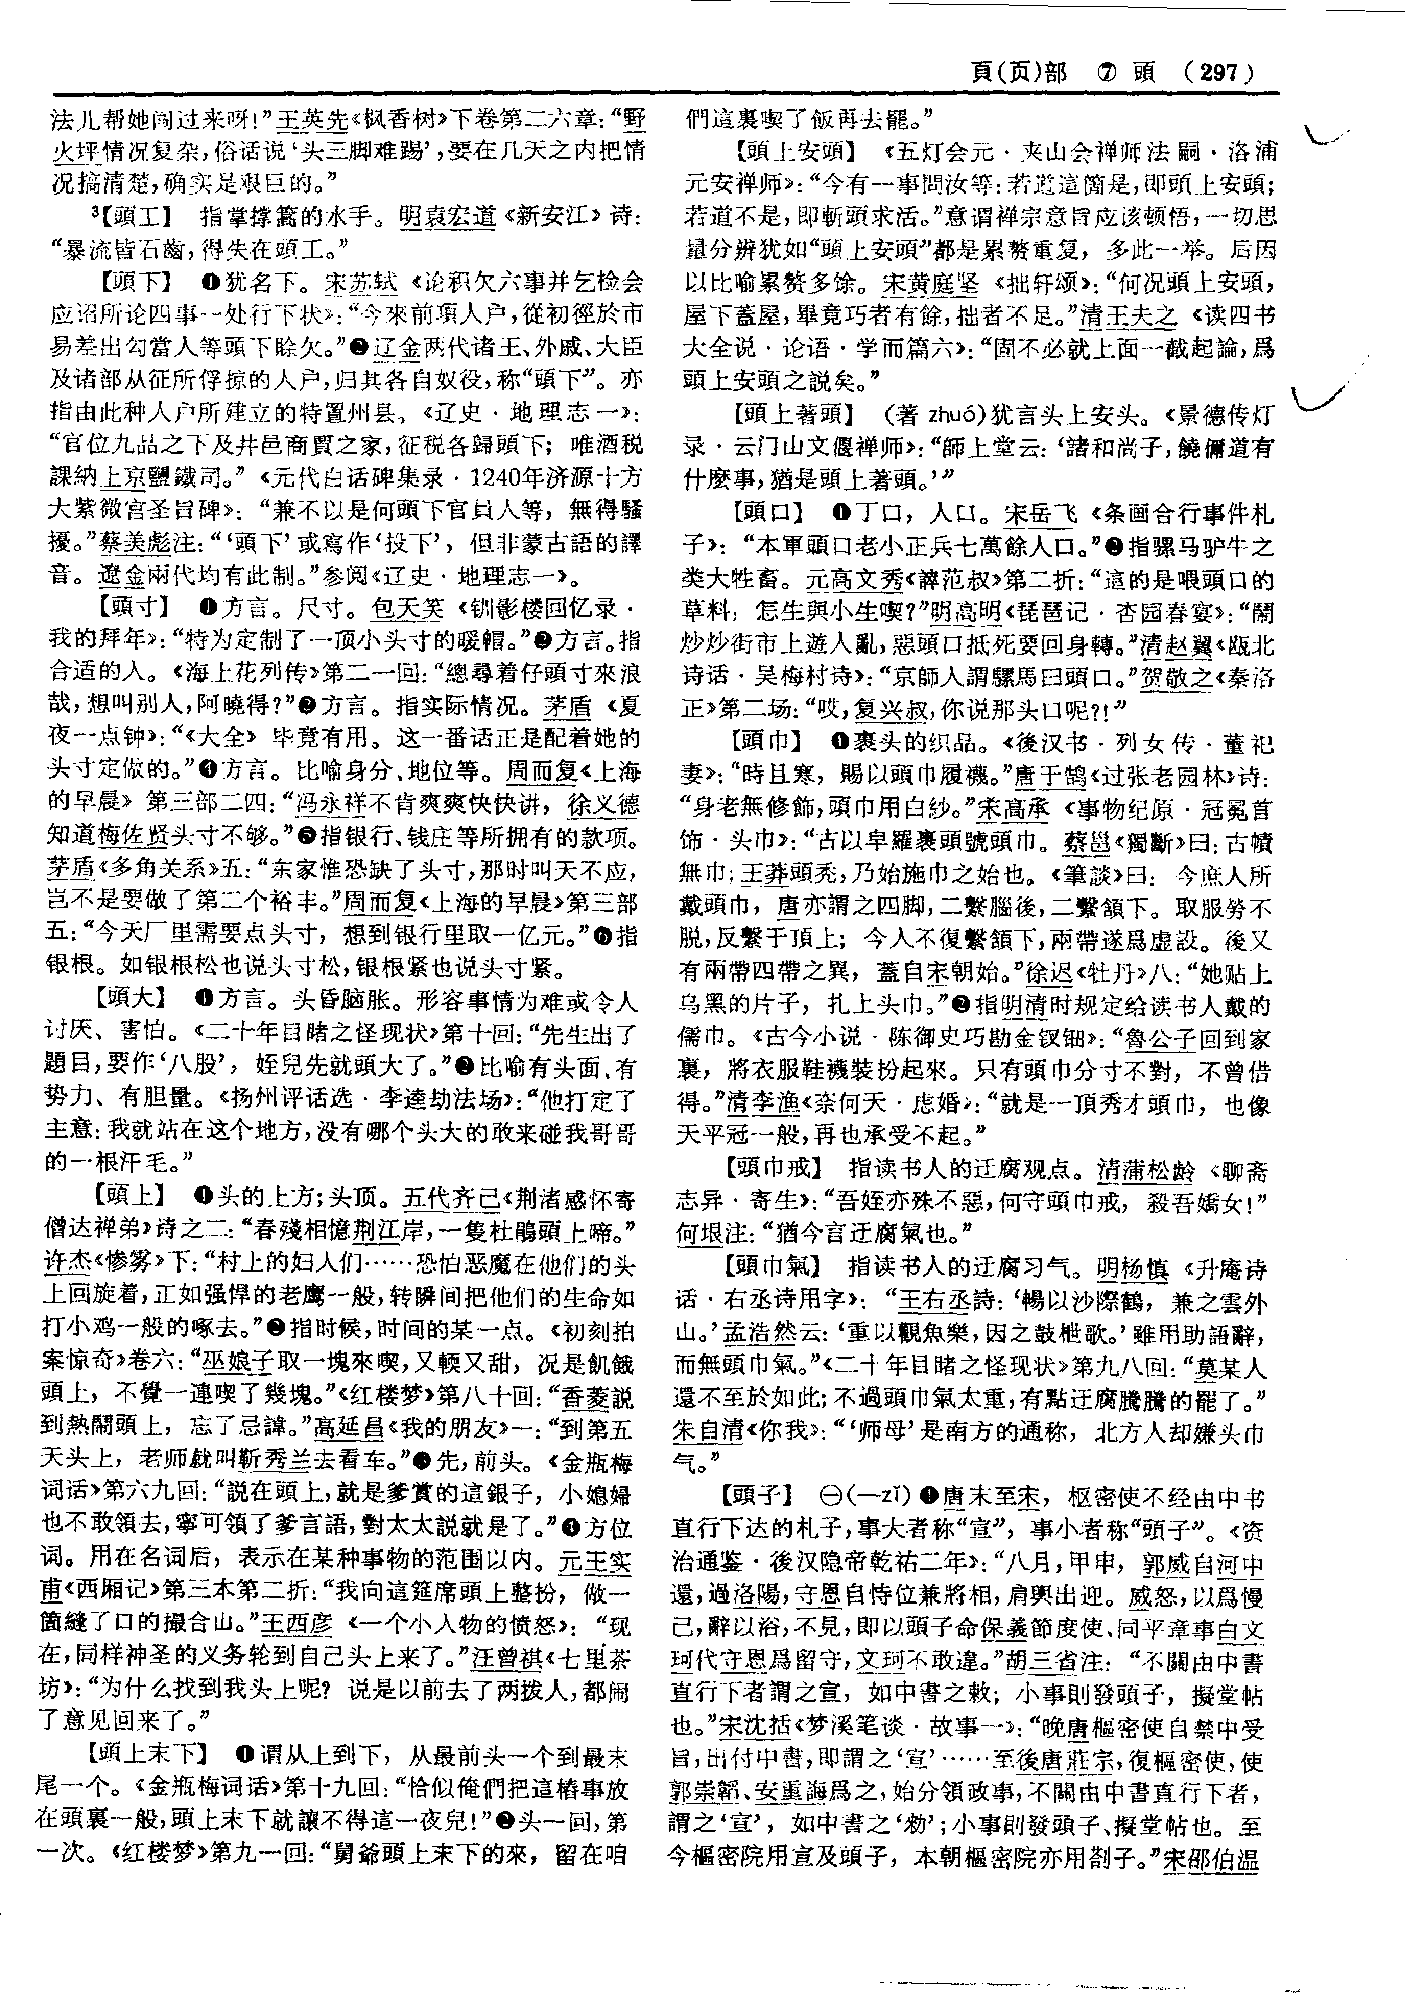 頁(页)部　⑦　頭　(297)
法儿帮她闯过来呀!”王英先《枫香树》下卷第二六章:“野
火坪情况复杂,俗话说‘头三脚难踢’,要在几天之内把情
况搞清楚,确实是艰巨的。”
³【頭工】　指掌撑篙的水手。明袁宏道《新安江》诗:
“暴流皆石齒,得失在頭工。”
【頭下】　❶犹名下。宋苏轼《论积欠六事并乞检会
应诏所论四事一处行下状》:“今來前項人户,從初徑於市
易差出勾當人等頭下賒欠。”❷辽金两代诸王、外戚、大臣
及诸部从征所俘掠的人户,归其各自奴役,称“頭下”。亦
指由此种人户所建立的特置州县。《辽史·地理志一》:
“官位九品之下及井邑商賈之家,征税各歸頭下; 唯酒税
課納上京鹽鐵司。”《元代白话碑集录·1240年济源十方
大紫微宫圣旨碑》: “兼不以是何頭下官員人等, 無得騷
擾。”蔡美彪注:“‘頭下’或寫作‘投下’, 但非蒙古語的譯
音。遼金兩代均有此制。”参阅《辽史·地理志一》。
【頭寸】　❶方言。尺寸。包天笑《钏影楼回忆录·
我的拜年》:“特为定制了一顶小头寸的暖帽。”❷方言。指
合适的人。《海上花列传》第二一回:“總尋着仔頭寸來浪
哉,想叫别人,阿曉得?”❸方言。指实际情况。茅盾《夏
夜一点钟》:“《大全》毕竟有用。这一番话正是配着她的
头寸定做的。”❹方言。比喻身分、地位等。周而复《上海
的早晨》第三部二四:“冯永祥不肯爽爽快快讲, 徐义德
知道梅佐贤头寸不够。”❺指银行、钱庄等所拥有的款项。
茅盾《多角关系》五:“东家惟恐缺了头寸,那时叫天不应,
岂不是要做了第二个裕丰。”周而复《上海的早晨》第三部
五:“今天厂里需要点头寸, 想到银行里取一亿元。”❻指
银根。如银根松也说头寸松,银根紧也说头寸紧。
【頭大】　❶方言。头昏脑胀。形容事情为难或令人
讨厌、害怕。《二十年目睹之怪现状》第十回:“先生出了
題目,要作‘八股’, 姪兒先就頭大了。”❷比喻有头面、有
势力、有胆量。《扬州评话选·李逵劫法场》:“他打定了
主意:我就站在这个地方,没有哪个头大的敢来碰我哥哥
的一根汗毛。”
【頭上】　❶头的上方;头顶。五代齐己《荆渚感怀寄
僧达禅弟》诗之二:“春殘相憶荆江岸,一隻杜鵑頭上啼。”
许杰《惨雾》下:“村上的妇人们……恐怕恶魔在他们的头
上回旋着,正如强悍的老鹰一般,转瞬间把他们的生命如
打小鸡一般的啄去。”❷指时候,时间的某一点。《初刻拍
案惊奇》卷六:“巫娘子取一塊來喫,又輭又甜, 况是飢餓
頭上, 不覺一連喫了幾塊。”《红楼梦》第八十回:“香菱説
到熱鬧頭上, 忘了忌諱。”高延昌《我的朋友》一:“到第五
天头上, 老师就叫靳秀兰去看车。”❸先,前头。《金瓶梅
词话》第六九回:“説在頭上,就是爹賞的這銀子, 小媳婦
也不敢領去,寧可領了爹言語,對太太説就是了。”❹方位
词。用在名词后, 表示在某种事物的范围以内。元王实
甫《西厢记》第三本第二折:“我向這筵席頭上整扮, 做一
箇縫了口的撮合山。”王西彦《一个小人物的愤怒》: “现
在,同样神圣的义务轮到自己头上来了。”汪曾祺《七里茶
坊》:“为什么找到我头上呢? 说是以前去了两拨人,都闹
了意见回来了。”
【頭上末下】　❶谓从上到下, 从最前头一个到最末
尾一个。《金瓶梅词话》第十九回:“恰似俺們把這樁事放
在頭裏一般,頭上末下就讓不得這一夜兒!”❷头一回,第
一次。《红楼梦》第九一回:“舅爺頭上末下的來, 留在咱
們這裏喫了飯再去罷。”
【頭上安頭】　《五灯会元·夹山会禅师法嗣·洛浦
元安禅师》:“今有一事問汝等:若道這箇是,即頭上安頭;
若道不是,即斬頭求活。”意谓禅宗意旨应该顿悟,一切思
量分辨犹如“頭上安頭”都是累赘重复, 多此一举。后因
以比喻累赘多馀。宋黄庭坚《拙轩颂》:“何况頭上安頭,
屋下蓋屋,畢竟巧者有餘,拙者不足。”清王夫之《读四书
大全说·论语·学而篇六》:“固不必就上面一截起論,爲
頭上安頭之説矣。”
【頭上著頭】　(著 zhuó)犹言头上安头。《景德传灯
录·云门山文偃禅师》:“師上堂云:‘諸和尚子,饒儞道有
什麽事,猶是頭上著頭。’”
【頭口】　❶丁口, 人口。宋岳飞《条画合行事件札
子》: “本軍頭口老小正兵七萬餘人口。”❷指骡马驴牛之
类大牲畜。元高文秀《誶范叔》第二折:“這的是喂頭口的
草料, 怎生與小生喫?”明高明《琵琶记·杏园春宴》:“鬧
炒炒街市上遊人亂,惡頭口抵死要回身轉。”清赵翼《瓯北
诗话·吴梅村诗》:“京師人謂騾馬曰頭口。”贺敬之《秦洛
正》第二场:“哎,复兴叔,你说那头口呢?!”
【頭巾】　❶裹头的织品。《後汉书·列女传·董祀
妻》:“時且寒, 賜以頭巾履襪。”唐于鹄《过张老园林》诗:
“身老無修飾,頭巾用白紗。”宋高承《事物纪原·冠冕首
饰·头巾》:“古以皁羅裹頭號頭巾。蔡邕《獨斷》曰:古幘
無巾;王莽頭秃,乃始施巾之始也。《筆談》曰: 今庶人所
戴頭巾, 唐亦謂之四脚,二繫腦後,二繫頷下。取服勞不
脱,反繫于頂上; 今人不復繫頷下,兩帶遂爲虚設。後又
有兩帶四帶之異, 蓋自宋朝始。”徐迟《牡丹》八:“她贴上
乌黑的片子, 扎上头巾。”❷指明清时规定给读书人戴的
儒巾。《古今小说·陈御史巧勘金钗钿》:“魯公子回到家
裏, 將衣服鞋襪裝扮起來。只有頭巾分寸不對, 不曾借
得。”清李渔《奈何天·虑婚》:“就是一頂秀才頭巾, 也像
天平冠一般,再也承受不起。”
【頭巾戒】　指读书人的迂腐观点。清蒲松龄《聊斋
志异·寄生》:“吾姪亦殊不惡,何守頭巾戒, 殺吾嬌女!”
何垠注:“猶今言迂腐氣也。”
【頭巾氣】　指读书人的迂腐习气。明杨慎《升庵诗
话·右丞诗用字》: “王右丞詩:‘暢以沙際鶴, 兼之雲外
山。’孟浩然云:‘重以觀魚樂,因之鼓枻歌。’雖用助語辭,
而無頭巾氣。”《二十年目睹之怪现状》第九八回:“莫某人
還不至於如此;不過頭巾氣太重,有點迂腐騰騰的罷了。”
朱自清《你我》:“‘师母’是南方的通称, 北方人却嫌头巾
气。”
【頭子】　㊀(—zǐ)❶唐末至宋, 枢密使不经由中书
直行下达的札子,事大者称“宣”, 事小者称“頭子”。《资
治通鉴·後汉隐帝乾祐二年》:“八月,甲申, 郭威自河中
還,過洛陽,守恩自恃位兼將相,肩輿出迎。威怒,以爲慢
己,辭以浴,不見,即以頭子命保義節度使、同平章事白文
珂代守恩爲留守,文珂不敢違。”胡三省注: “不關由中書
直行下者謂之宣, 如中書之敕; 小事則發頭子, 擬堂帖
也。”宋沈括《梦溪笔谈·故事一》:“晚唐樞密使自禁中受
旨,出付中書,即謂之‘宣’……至後唐莊宗,復樞密使,使
郭崇韜、安重誨爲之,始分領政事,不關由中書直行下者,
謂之‘宣’, 如中書之‘勑’;小事則發頭子、擬堂帖也。至
今樞密院用宣及頭子, 本朝樞密院亦用劄子。”宋邵伯温